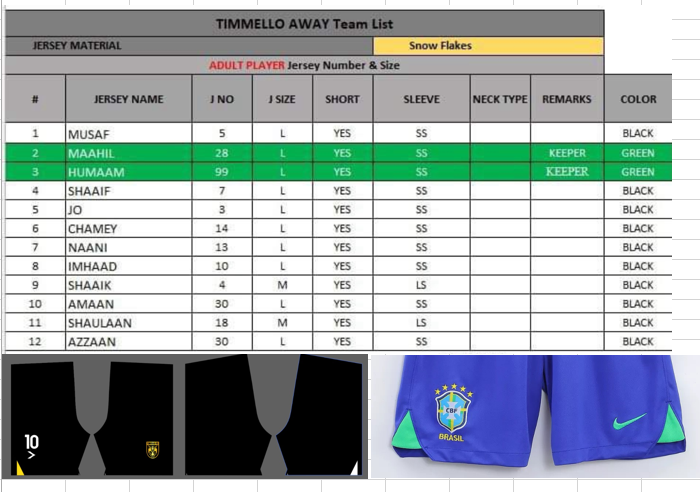 TIMMELLO AWAY Team List
JERSEY MATERIAL Snow Flakes
ADULT PLAYER Jersey Number & Size
# JERSEY NAME J NO J SIZE SHORT SLEEVE NECK TYPE REMARKS COLOR
1 MUSAF 5 L YES SS BLACK
2 MAAHIL 28 L YES SS KEEPER GREEN
3 HUMAAM 99 L YES SS KEEPER GREEN
4 SHAAIF 7 L YES SS BLACK
5 JO 3 L YES SS BLACK
6 CHAMEY 14 L YES SS BLACK
7 NAANI 13 L YES SS BLACK
8 IMHAAD 10 L YES SS BLACK
9 SHAAIK 4 M YES LS BLACK
10 AMAAN 30 L YES SS BLACK
11 SHAULAAN 18 M YES LS BLACK
12 AZZAAN 30 L YES SS BLACK
10
CBF
BRASIL